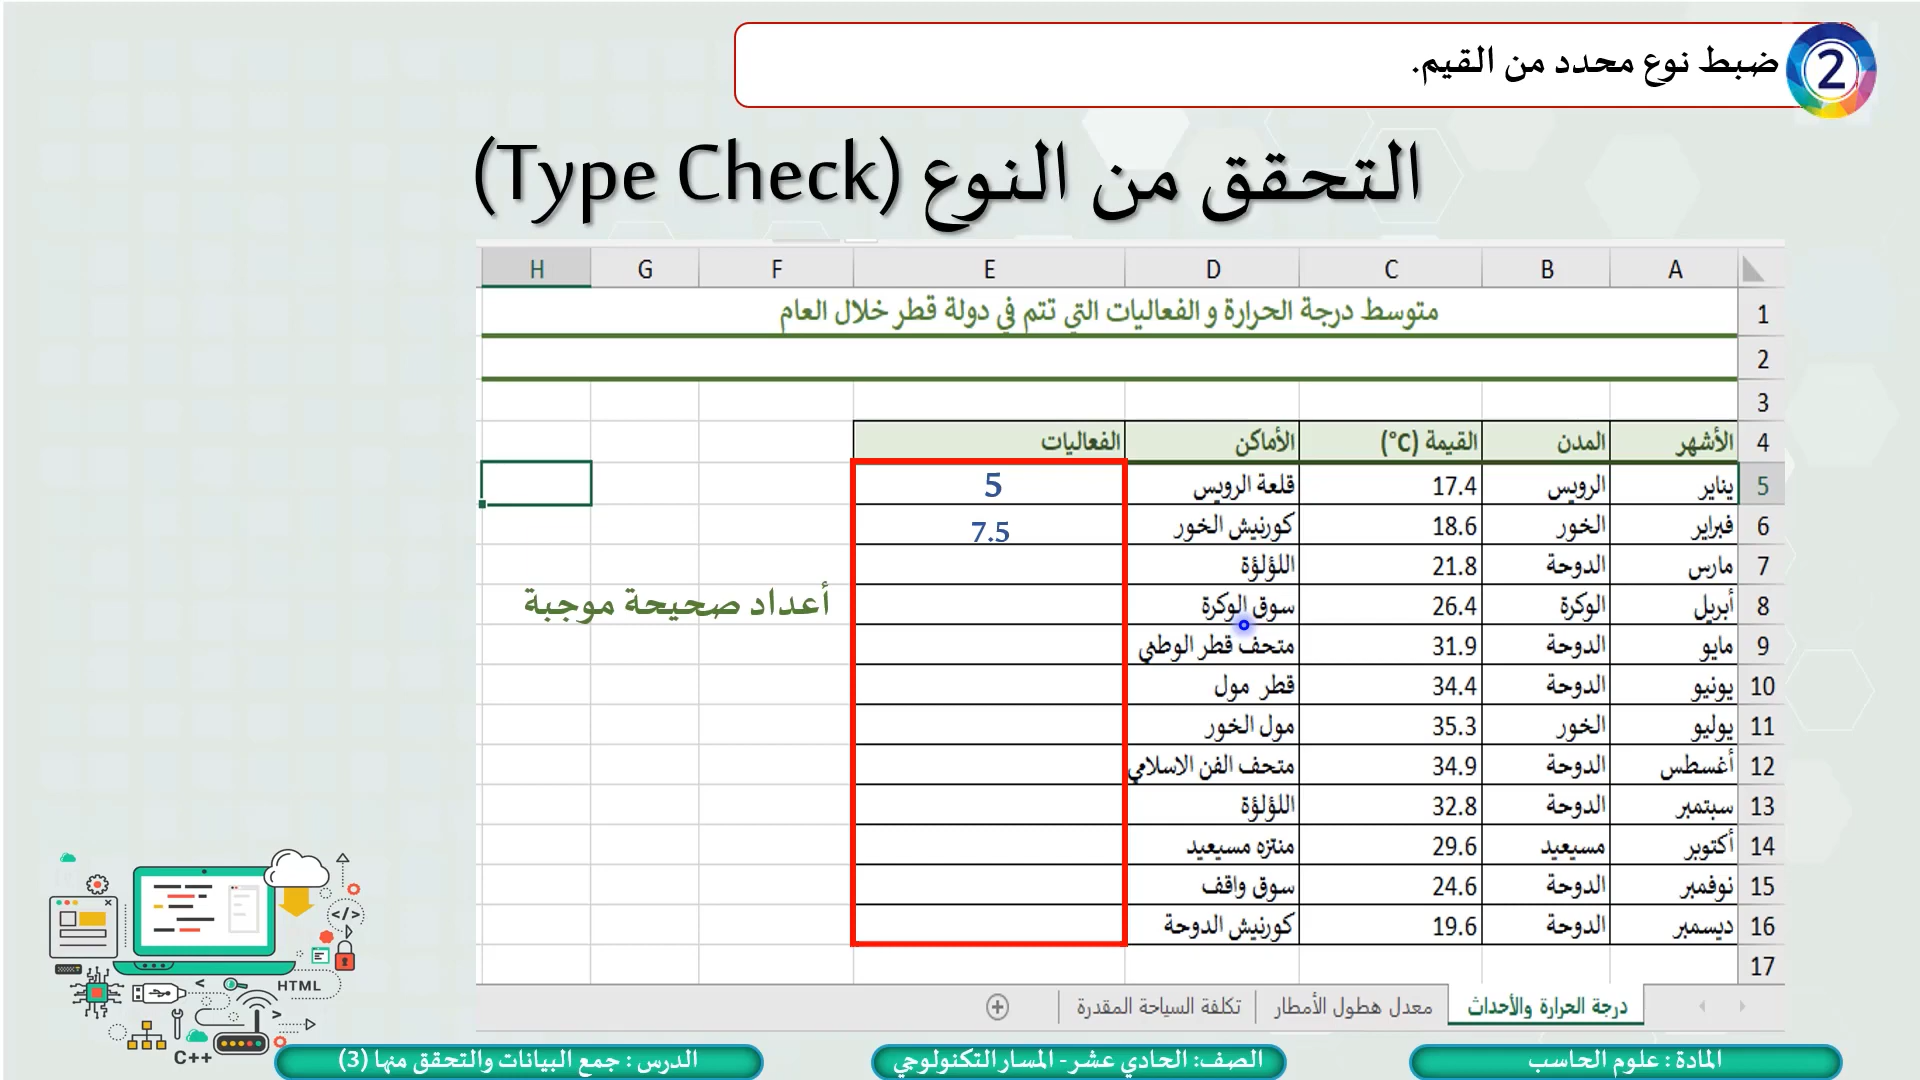 2
ضبط نوع محدد من القيم.
التحقق من النوع (Type Check)
A B C D E F G H
1 متوسط درجة الحرارة و الفعاليات التي تتم في دولة قطر خلال العام
2
3
4 الأشهر المدن القيمة (C°) الأماكن الفعاليات
5 يناير الرويس 17.4 قلعة الرويس 5
6 فبراير الخور 18.6 كورنيش الخور 7.5
7 مارس الدوحة 21.8 اللؤلؤة
8 أبريل الوكرة 26.4 سوق الوكرة أعداد صحيحة موجبة
9 مايو الدوحة 31.9 متحف قطر الوطني
10 يونيو الدوحة 34.4 قطر مول
11 يوليو الخور 35.3 مول الخور
12 أغسطس الدوحة 34.9 متحف الفن الاسلامي
13 سبتمبر الدوحة 32.8 اللؤلؤة
14 أكتوبر مسيعيد 29.6 منتزه مسيعيد
15 نوفمبر الدوحة 24.6 سوق واقف
16 ديسمبر الدوحة 19.6 كورنيش الدوحة
17
درجة الحرارة والأحداث معدل هطول الأمطار تكلفة السياحة المقدرة
</>
HTML
C++
المادة : علوم الحاسب
الصف: الحادي عشر- المسار التكنولوجي
الدرس : جمع البيانات والتحقق منها (3)